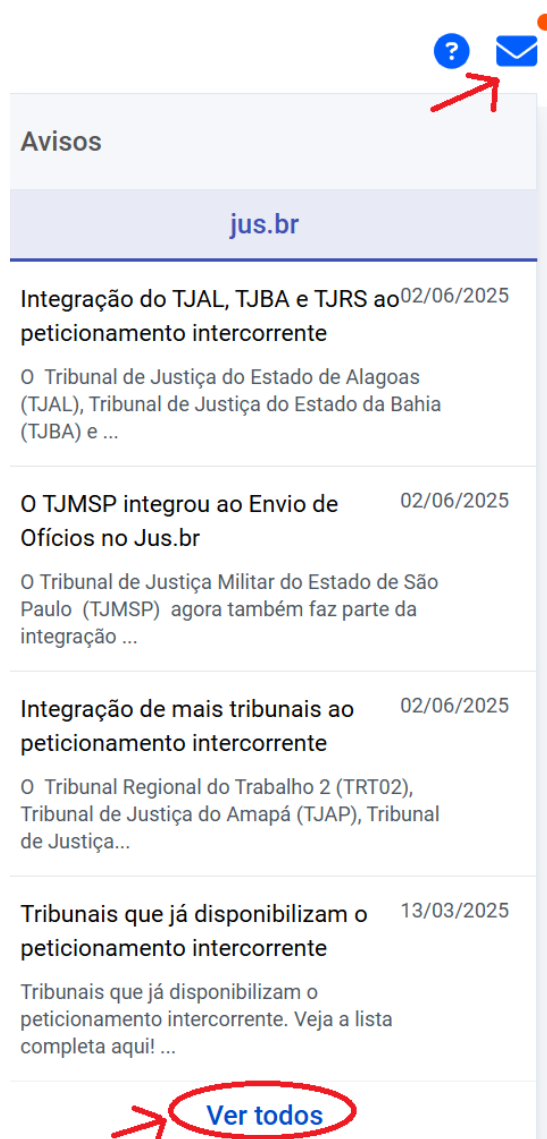 ?
Avisos
jus.br
Integração do TJAL, TJBA e TJRS ao 02/06/2025
peticionamento intercorrente
O Tribunal de Justiça do Estado de Alagoas
(TJAL), Tribunal de Justiça do Estado da Bahia
(TJBA) e ...
O TJMSP integrou ao Envio de 02/06/2025
Ofícios no Jus.br
O Tribunal de Justiça Militar do Estado de São
Paulo (TJMSP) agora também faz parte da
integração ...
Integração de mais tribunais ao 02/06/2025
peticionamento intercorrente
O Tribunal Regional do Trabalho 2 (TRT02),
Tribunal de Justiça do Amapá (TJAP), Tribunal
de Justiça...
Tribunais que já disponibilizam o 13/03/2025
peticionamento intercorrente
Tribunais que já disponibilizam o
peticionamento intercorrente. Veja a lista
completa aqui! ...
Ver todos